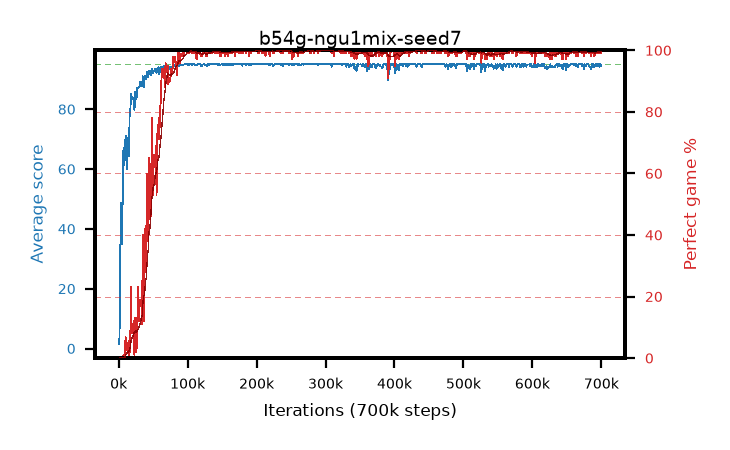 b54g-ngu1mix-seed7
100
80
80
60
60
40
40
20
20
0
0
Average score
Perfect game %
0k
100k
200k
300k
400k
500k
600k
700k
Iterations (700k steps)